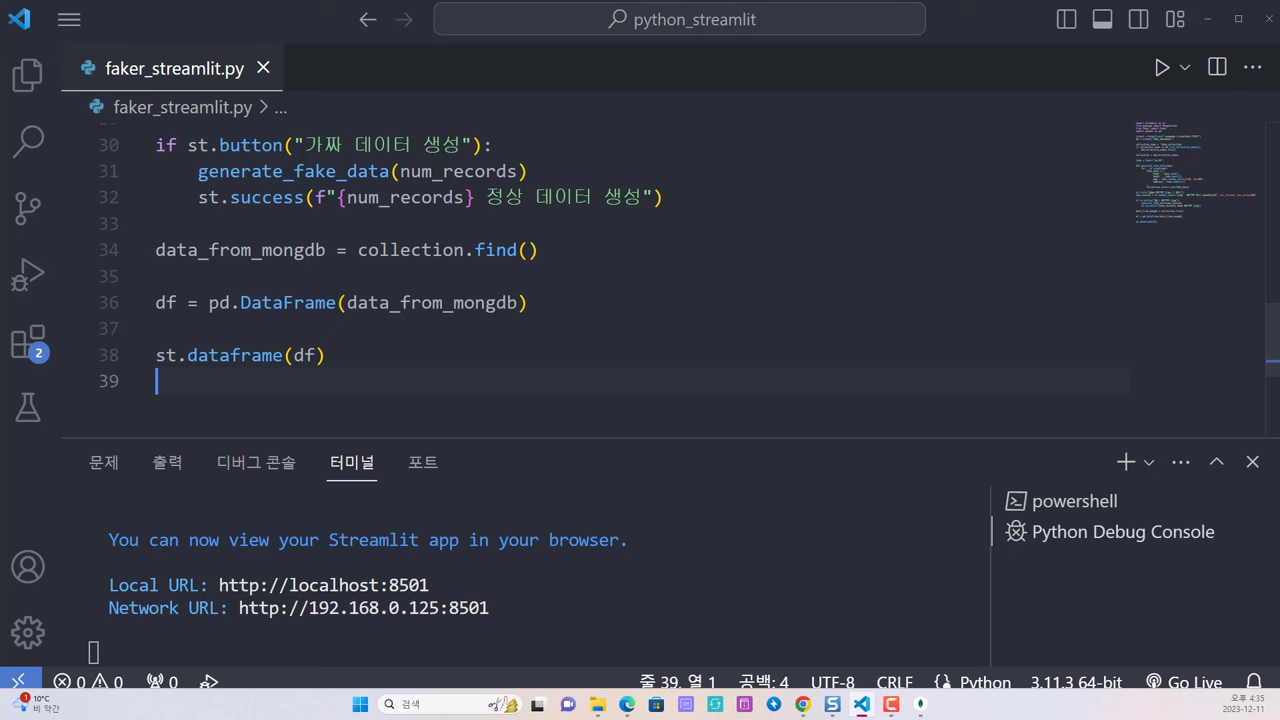 python_streamlit
faker_streamlit.py
faker_streamlit.py > ...
30 if st.button("가짜 데이터 생성"):
31 generate_fake_data(num_records)
32 st.success(f"{num_records} 정상 데이터 생성")
33
34 data_from_mongdb = collection.find()
35
36 df = pd.DataFrame(data_from_mongdb)
37
38 st.dataframe(df)
39
2
문제 출력 디버그 콘솔 터미널 포트
powershell
Python Debug Console
You can now view your Streamlit app in your browser.
Local URL: http://localhost:8501
Network URL: http://192.168.0.125:8501
0 0 0 줄 39, 열 1 공백: 4 UTF-8 CRLF Python 3.11.3 64-bit Go Live
1 10°C
비 약간
검색
오후 4:35
2023-12-11